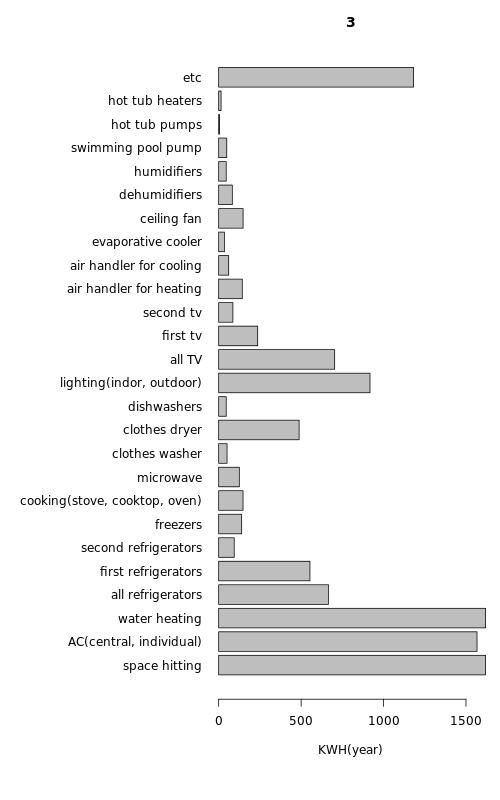 3
etc
hot tub heaters
hot tub pumps
swimming pool pump
humidifiers
dehumidifiers
ceiling fan
evaporative cooler
air handler for cooling
air handler for heating
second tv
first tv
all TV
lighting(indor, outdoor)
dishwashers
clothes dryer
clothes washer
microwave
cooking(stove, cooktop, oven)
freezers
second refrigerators
first refrigerators
all refrigerators
water heating
AC(central, individual)
space hitting
0 500 1000 1500
KWH(year)